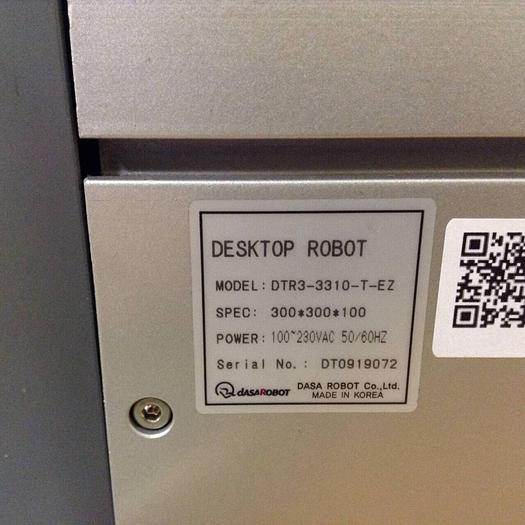 DESKTOP ROBOT
MODEL: DTR3-3310-T-EZ
SPEC: 300*300*100
POWER: 100~230VAC 50/60HZ
Serial No.: DT0919072
DASAROBOT DASA ROBOT Co.,Ltd.
MADE IN KOREA